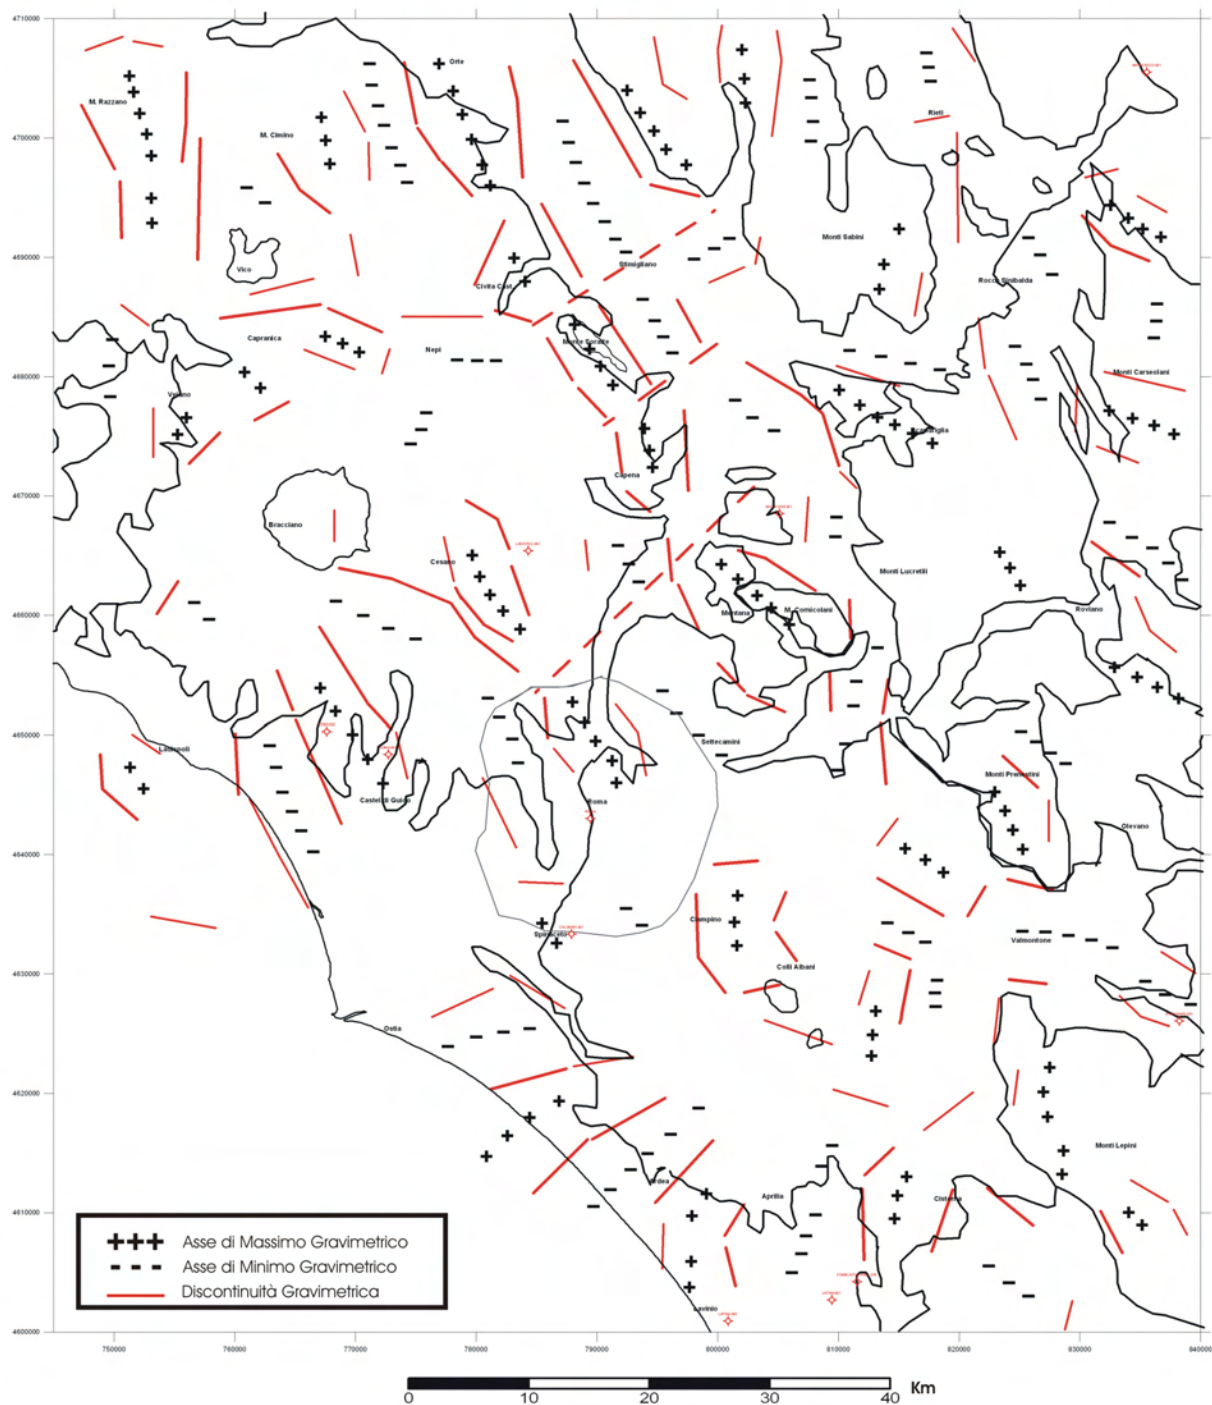 4710000
Orte
M. Razzano
4700000
M. Cimino
Rieti
4690000
Vico
Civita Cast.
Stimigliano
Monti Sabini
Rocca Sinibalda
Capranica
Nepi
Monte Soratte
4680000
Monti Carseolani
Vejano
Capena
4670000
Bracciano
Cesano
Monti Lucretili
4660000
Mentana
M. Cornicolani
Roviano
4650000
Ladispoli
Settecamini
Monti Prenestini
Castel di Guido
Roma
Olevano
4640000
Ciampino
Spinaceto
Valmontone
Colli Albani
4630000
Ostia
4620000
Monti Lepini
Ardea
Aprilia
Cisterna
4610000
Lavinio
4600000
Asse di Massimo Gravimetrico
Asse di Minimo Gravimetrico
Discontinuità Gravimetrica
750000 760000 770000 780000 790000 800000 810000 820000 830000 840000
Km
0 10 20 30 40